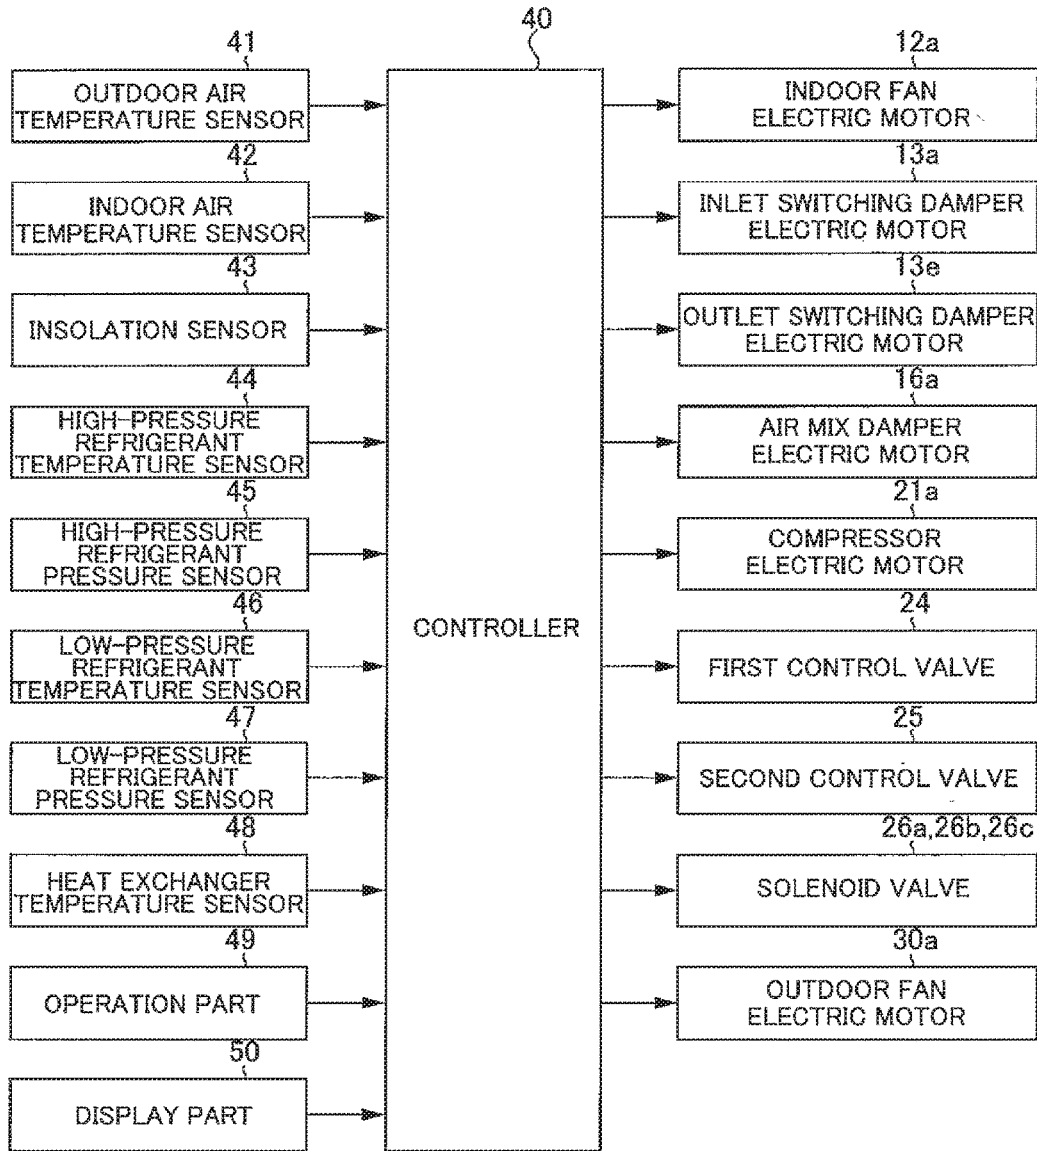 40
41
OUTDOOR AIR
TEMPERATURE SENSOR
42
INDOOR AIR
TEMPERATURE SENSOR
43
INSOLATION SENSOR
44
HIGH-PRESSURE
REFRIGERANT
TEMPERATURE SENSOR
45
HIGH-PRESSURE
REFRIGERANT
PRESSURE SENSOR
46
LOW-PRESSURE
REFRIGERANT
TEMPERATURE SENSOR
47
LOW-PRESSURE
REFRIGERANT
PRESSURE SENSOR
48
HEAT EXCHANGER
TEMPERATURE SENSOR
49
OPERATION PART
50
DISPLAY PART
CONTROLLER
12a
INDOOR FAN
ELECTRIC MOTOR
13a
INLET SWITCHING DAMPER
ELECTRIC MOTOR
13e
OUTLET SWITCHING DAMPER
ELECTRIC MOTOR
16a
AIR MIX DAMPER
ELECTRIC MOTOR
21a
COMPRESSOR
ELECTRIC MOTOR
24
FIRST CONTROL VALVE
25
SECOND CONTROL VALVE
26a,26b,26c
SOLENOID VALVE
30a
OUTDOOR FAN
ELECTRIC MOTOR